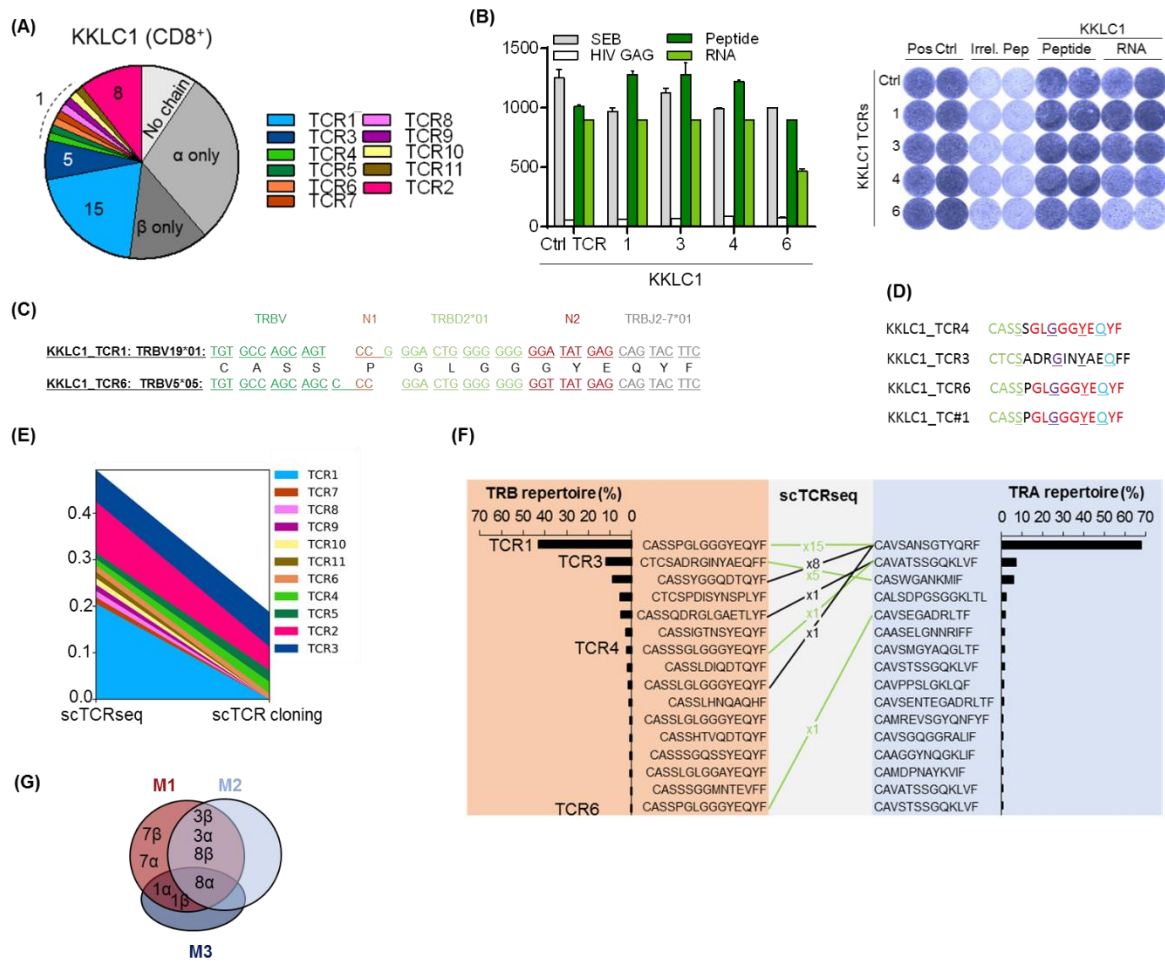 (A)
KKLC1 (CD8+)
1
8
No chain
α only
β only
15
5
TCR1
TCR3
TCR4
TCR5
TCR6
TCR7
TCR8
TCR9
TCR10
TCR11
TCR2
(B)
1500
1000
500
0
SEB
HIV GAG
Peptide
RNA
Ctrl TCR 1 3 4 6
KKLC1
KKLC1
Pos Ctrl Irrel. Pep Peptide RNA
KKLC1 TCRs
Ctrl
1
3
4
6
(C)
TRBV N1 TRBD2*01 N2 TRBJ2-7*01
KKLC1_TCR1: TRBV19*01: TGT GCC AGC AGT CC G GGA CTG GGG GGG GGA TAT GAG CAG TAC TTC
C A S S P G L G G G Y E Q Y F
KKLC1_TCR6: TRBV5*05: TGT GCC AGC AGC C CC GGACTG GGG GGG GGT TAT GAG CAG TAC TTC
(D)
KKLC1_TCR4 CASSSGLGGGYEQYF
KKLC1_TCR3 CTCSADRGINYAEQFF
KKLC1_TCR6 CASSPGLGGGYEQYF
KKLC1_TC#1 CASSPGLGGGYEQYF
(E)
0.4
0.3
0.2
0.1
0.0
scTCRseq scTCR cloning
TCR1
TCR7
TCR8
TCR9
TCR10
TCR11
TCR6
TCR4
TCR5
TCR2
TCR3
(F)
TRB repertoire (%) scTCRseq TRA repertoire (%)
70 60 50 40 30 20 10 0
0 10 20 30 40 50 60 70
TCR1 CASSPGLGGGYEQYF x15 CAVSANSGTYQRF
TCR3 CTCSADRGINYAEQFF x8 CAVATSSGQKLVF
CASSYGGQDTQYF x5 CASWGANKMIF
CTCSPDISYNSPLYF x1 CALSDPGSGGKLTL
CASSQDRGLGAETLYF x1 CAVSEGADRLTF
CASSIGTNSYEQYF x1 CAASELGNNRIFF
TCR4 CASSSGLGGGYEQYF CAVSMGYAQGLTF
CASSLDIQDTQYF CAVSTSSGQKLVF
CASSLGLGGGYEQYF CAVPPSLGKLQF
CASSLHNQAQHF CAVSENTEGADRLTF
CASSLGLGGGYEQYF CAMREVSGYQNFYF
CASSHTVQDTQYF CAVSGQGGRALIF
CASSSGQSSYEQYF x1 CAAGGYNQGKLIF
CASSLGLGGAYEQYF CAMDPNAYKVIF
CASSSGGMNTEVFF CAVATSSGQKLVF
TCR6 CASSPGLGGGYEQYF CAVSTSSGQKLVF
(G)
M1 M2
3β
7β 3α
8β
7α
8α
1α
1β
M3